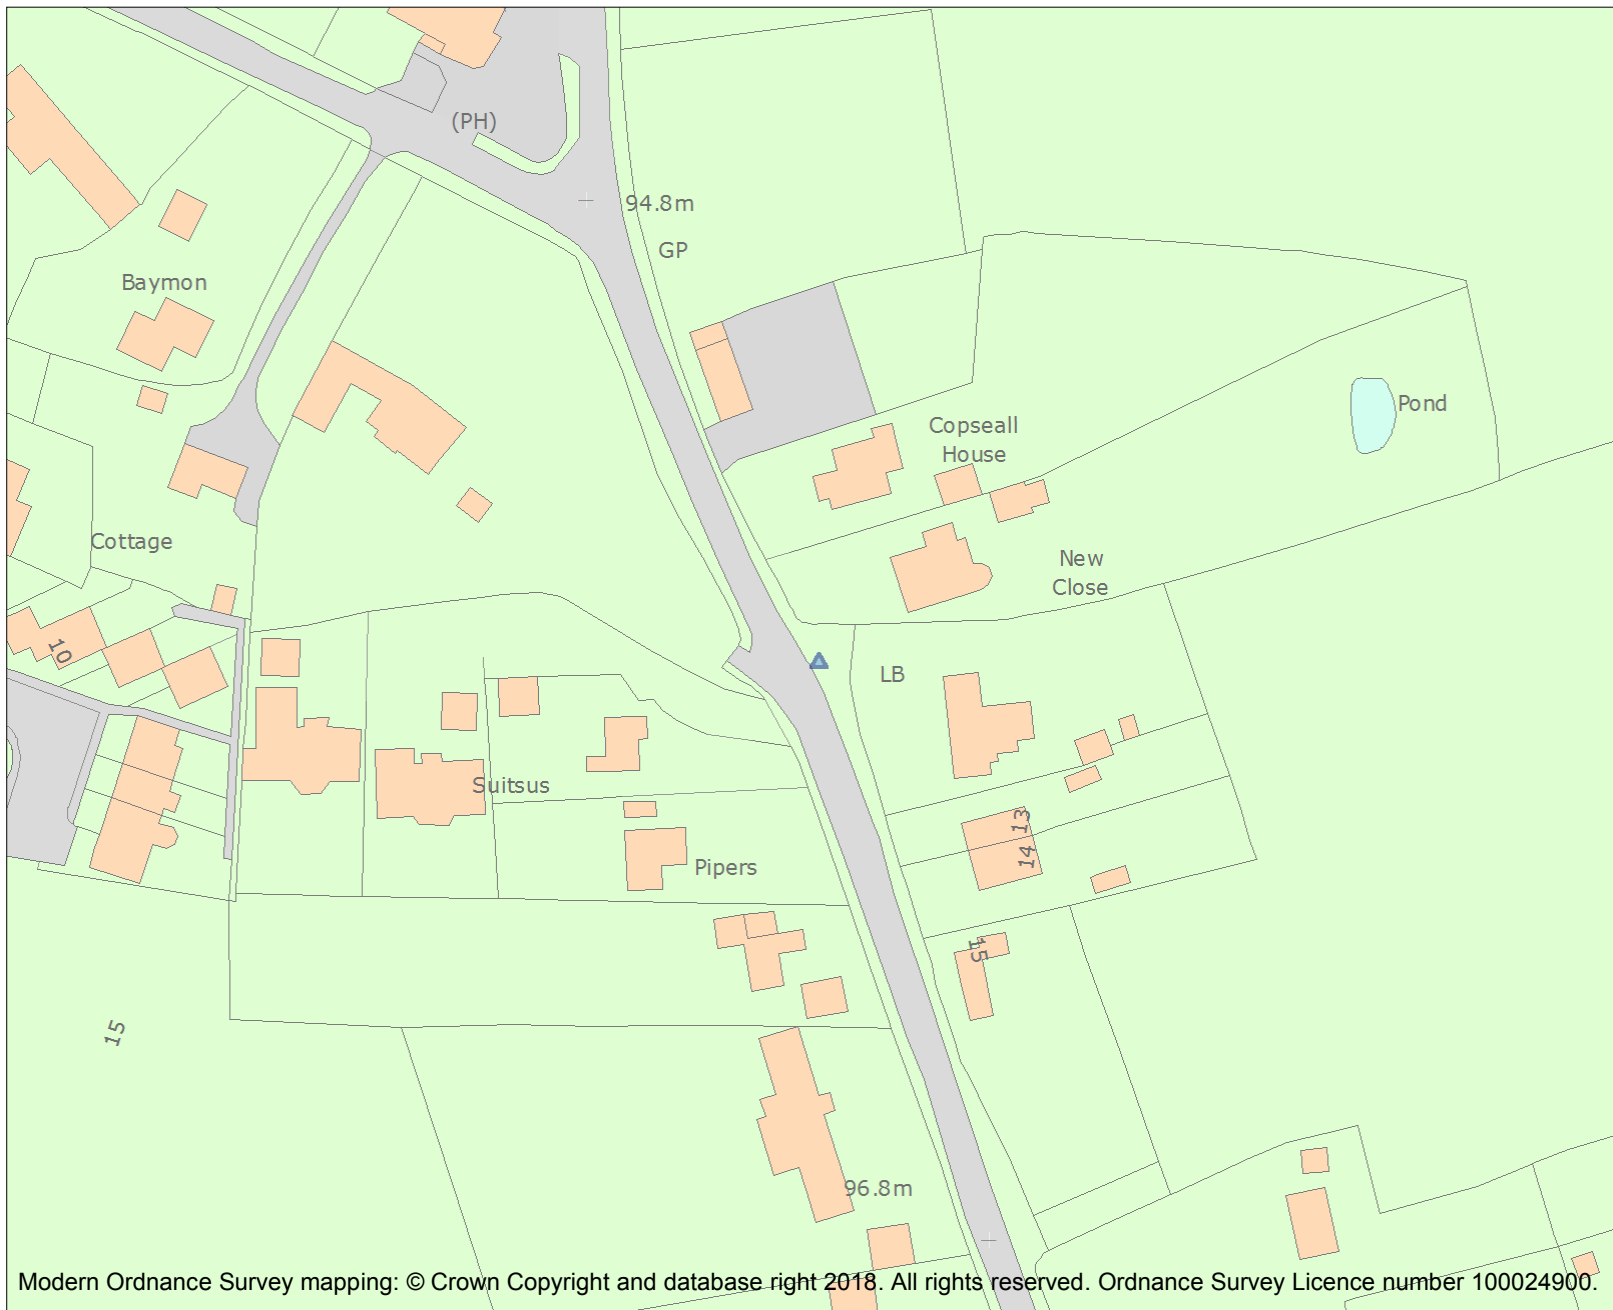 (PH)
94.8m
GP
Baymon
Pond
Copseall
House
Cottage
New
Close
10
LB
Suitsus
13
14
Pipers
15
15
96.8m
Modern Ordnance Survey mapping: © Crown Copyright and database right 2018. All rights reserved. Ordnance Survey Licence number 100024900.